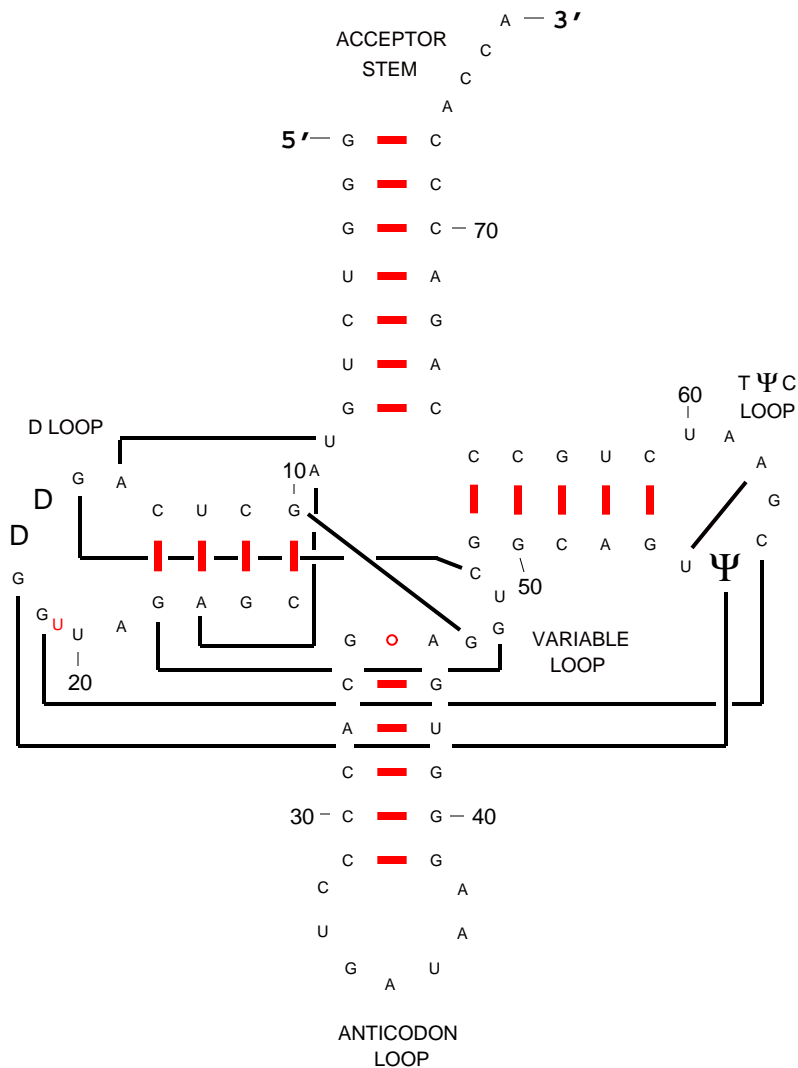 A — 3′
ACCEPTOR
STEM
C
C
A
5′ — G C
G C
G C — 70
U A
C G
U A
G C
T Ψ C
LOOP
60
D LOOP
U
U A
G A
A
10
C C G U C
A
D
C U C G
G
D
G G A C G
C
U Ψ
G
C
50
U
G A G C
G U U A
G A G G
VARIABLE
LOOP
20
C G
A U
C G
30 — C G — 40
C G
C A
U A
G U
A
ANTICODON
LOOP